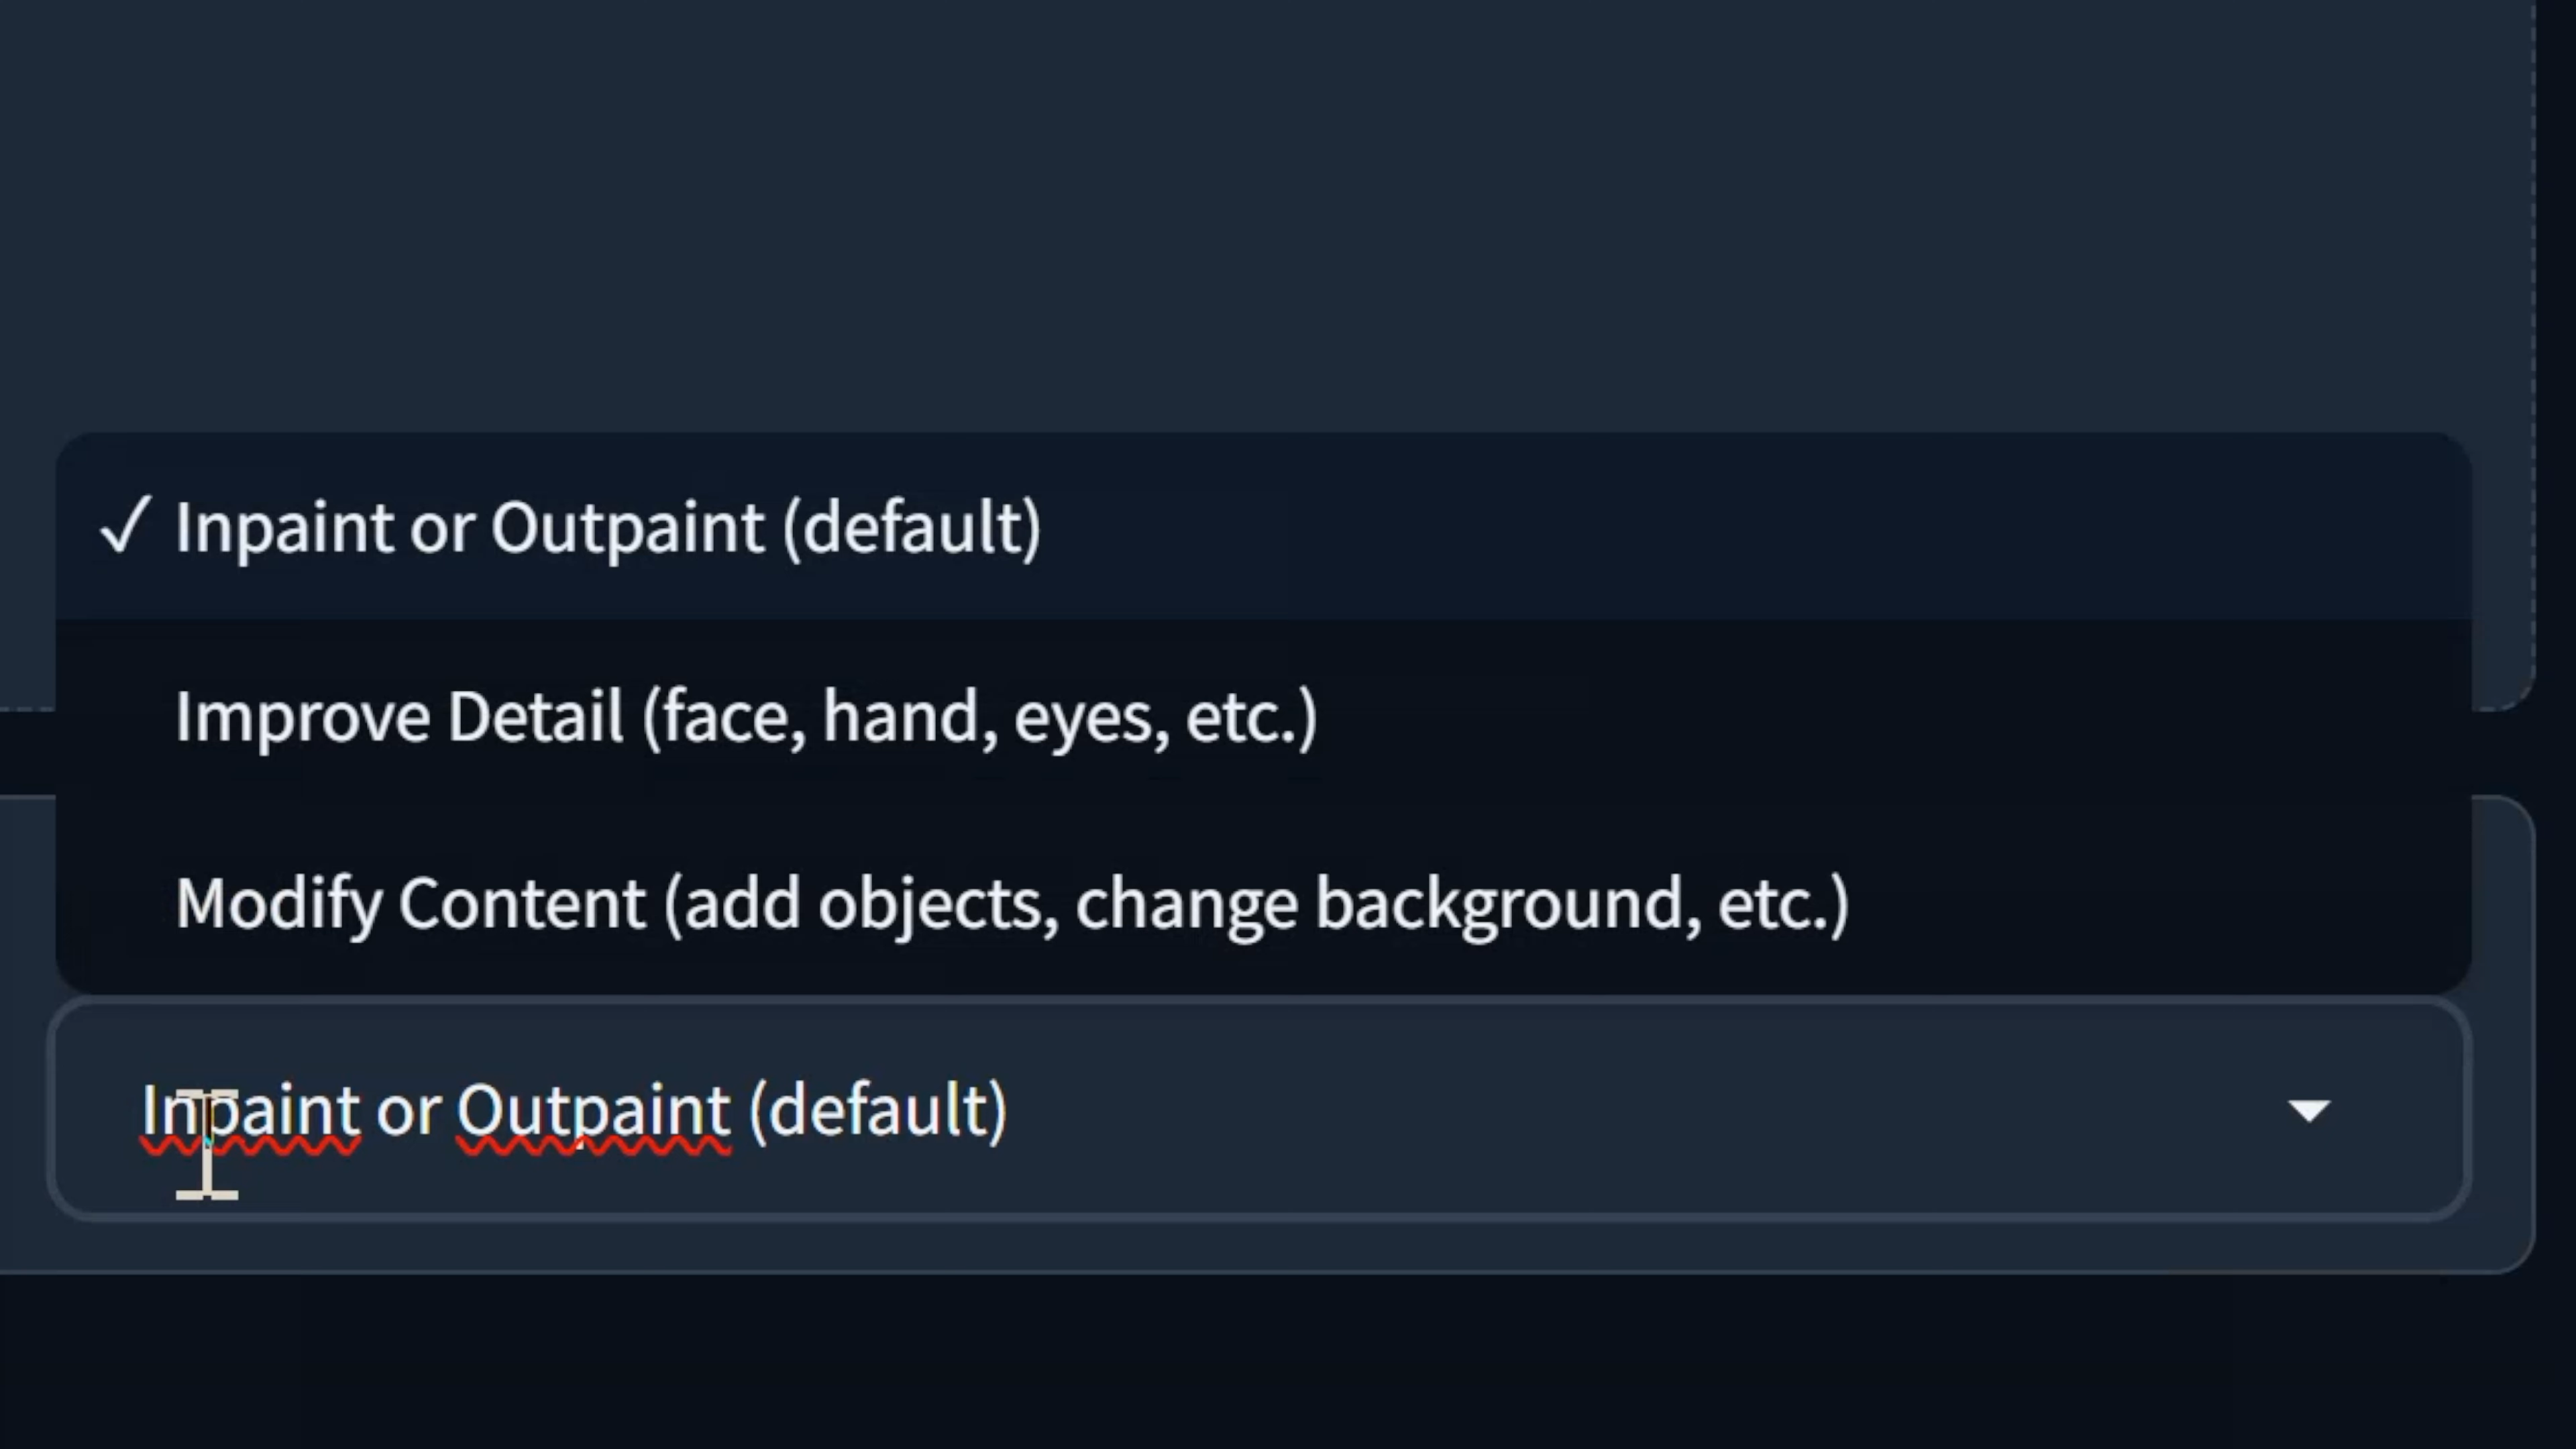 ✓ Inpaint or Outpaint (default)
Improve Detail (face, hand, eyes, etc.)
Modify Content (add objects, change background, etc.)
Inpaint or Outpaint (default)